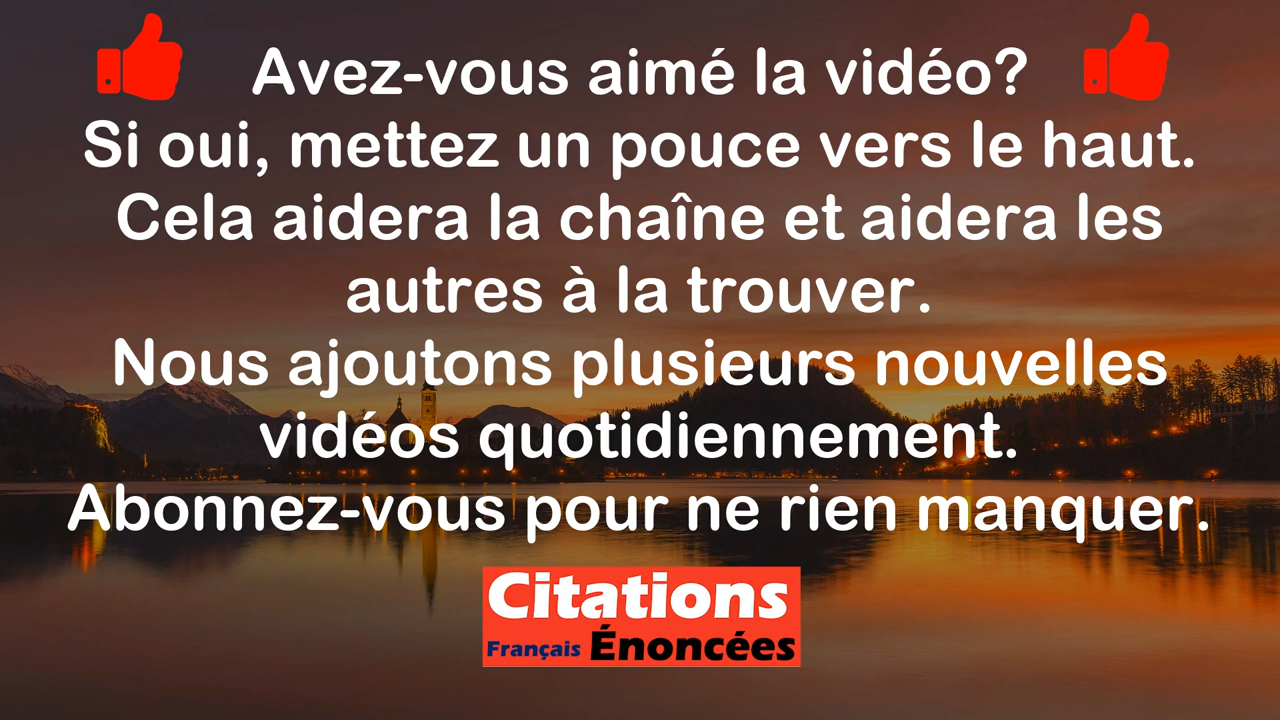 Avez-vous aimé la vidéo?
Si oui, mettez un pouce vers le haut.
Cela aidera la chaîne et aidera les
autres à la trouver.
Nous ajoutons plusieurs nouvelles
vidéos quotidiennement.
Abonnez-vous pour ne rien manquer.
Citations
Français Énoncées